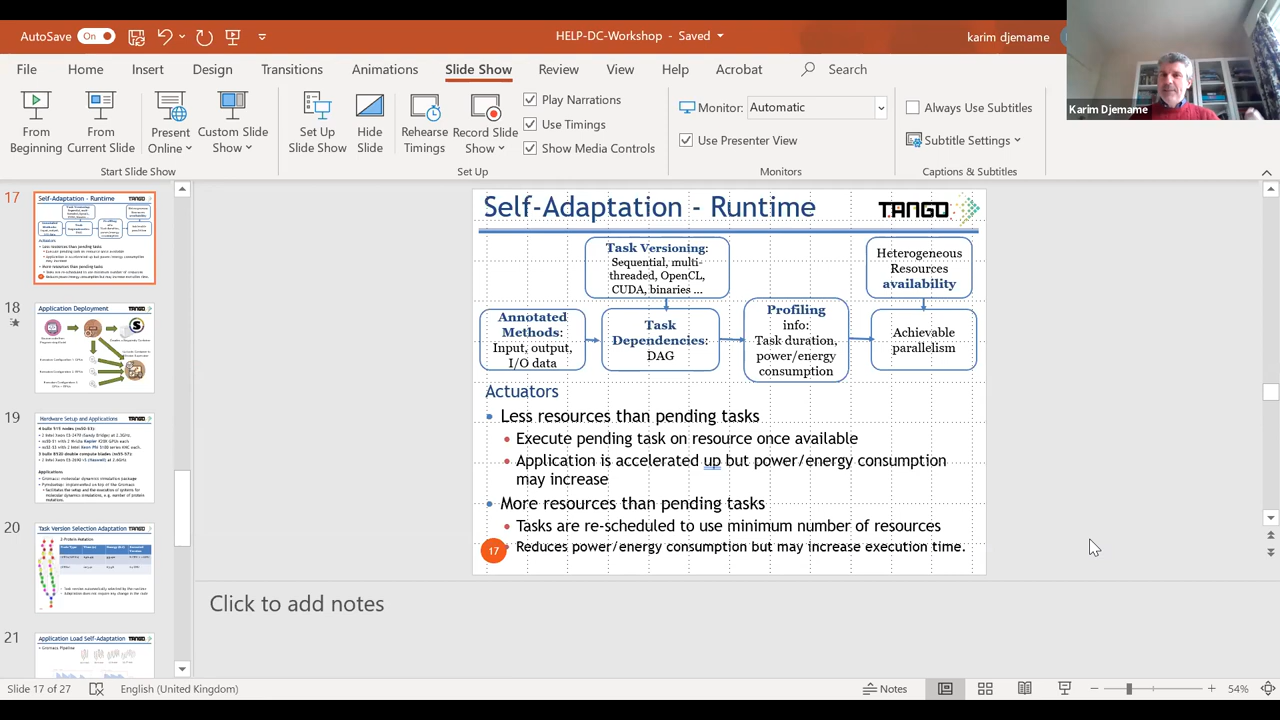 AutoSave On
HELP-DC-Workshop - Saved
karim djemame
File Home Insert Design Transitions Animations Slide Show Review View Help Acrobat Search
Karim Djemame
From Beginning
From Current Slide
Present Online
Custom Slide Show
Start Slide Show
Set Up Slide Show
Hide Slide
Rehearse Timings
Record Slide Show
Play Narrations
Use Timings
Show Media Controls
Set Up
Monitor: Automatic
Use Presenter View
Monitors
Always Use Subtitles
Subtitle Settings
Captions & Subtitles
17
Self-Adaptation - Runtime
TANGO
18
Application Deployment
TANGO
19
Hardware Setup and Applications
TANGO
20
Task Version Selection Adaptation
TANGO
21
Application Load Self-Adaptation
TANGO
Self-Adaptation - Runtime
TANGO
Task Versioning:
Sequential, multi-
threaded, OpenCL,
CUDA, binaries ...
Heterogeneous
Resources
availability
Annotated
Methods:
Input, output,
I/O data
Task
Dependencies:
DAG
Profiling
info:
task duration,
power/energy
consumption
Achievable
parallelism
Actuators
Less resources than pending tasks
Execute pending task on resources once available
Application is accelerated up but power/energy consumption
may increase
More resources than pending tasks
Tasks are re-scheduled to use minimum number of resources
17
Reduces power/energy consumption but may increase execution time.
Click to add notes
Slide 17 of 27
English (United Kingdom)
Notes
54%